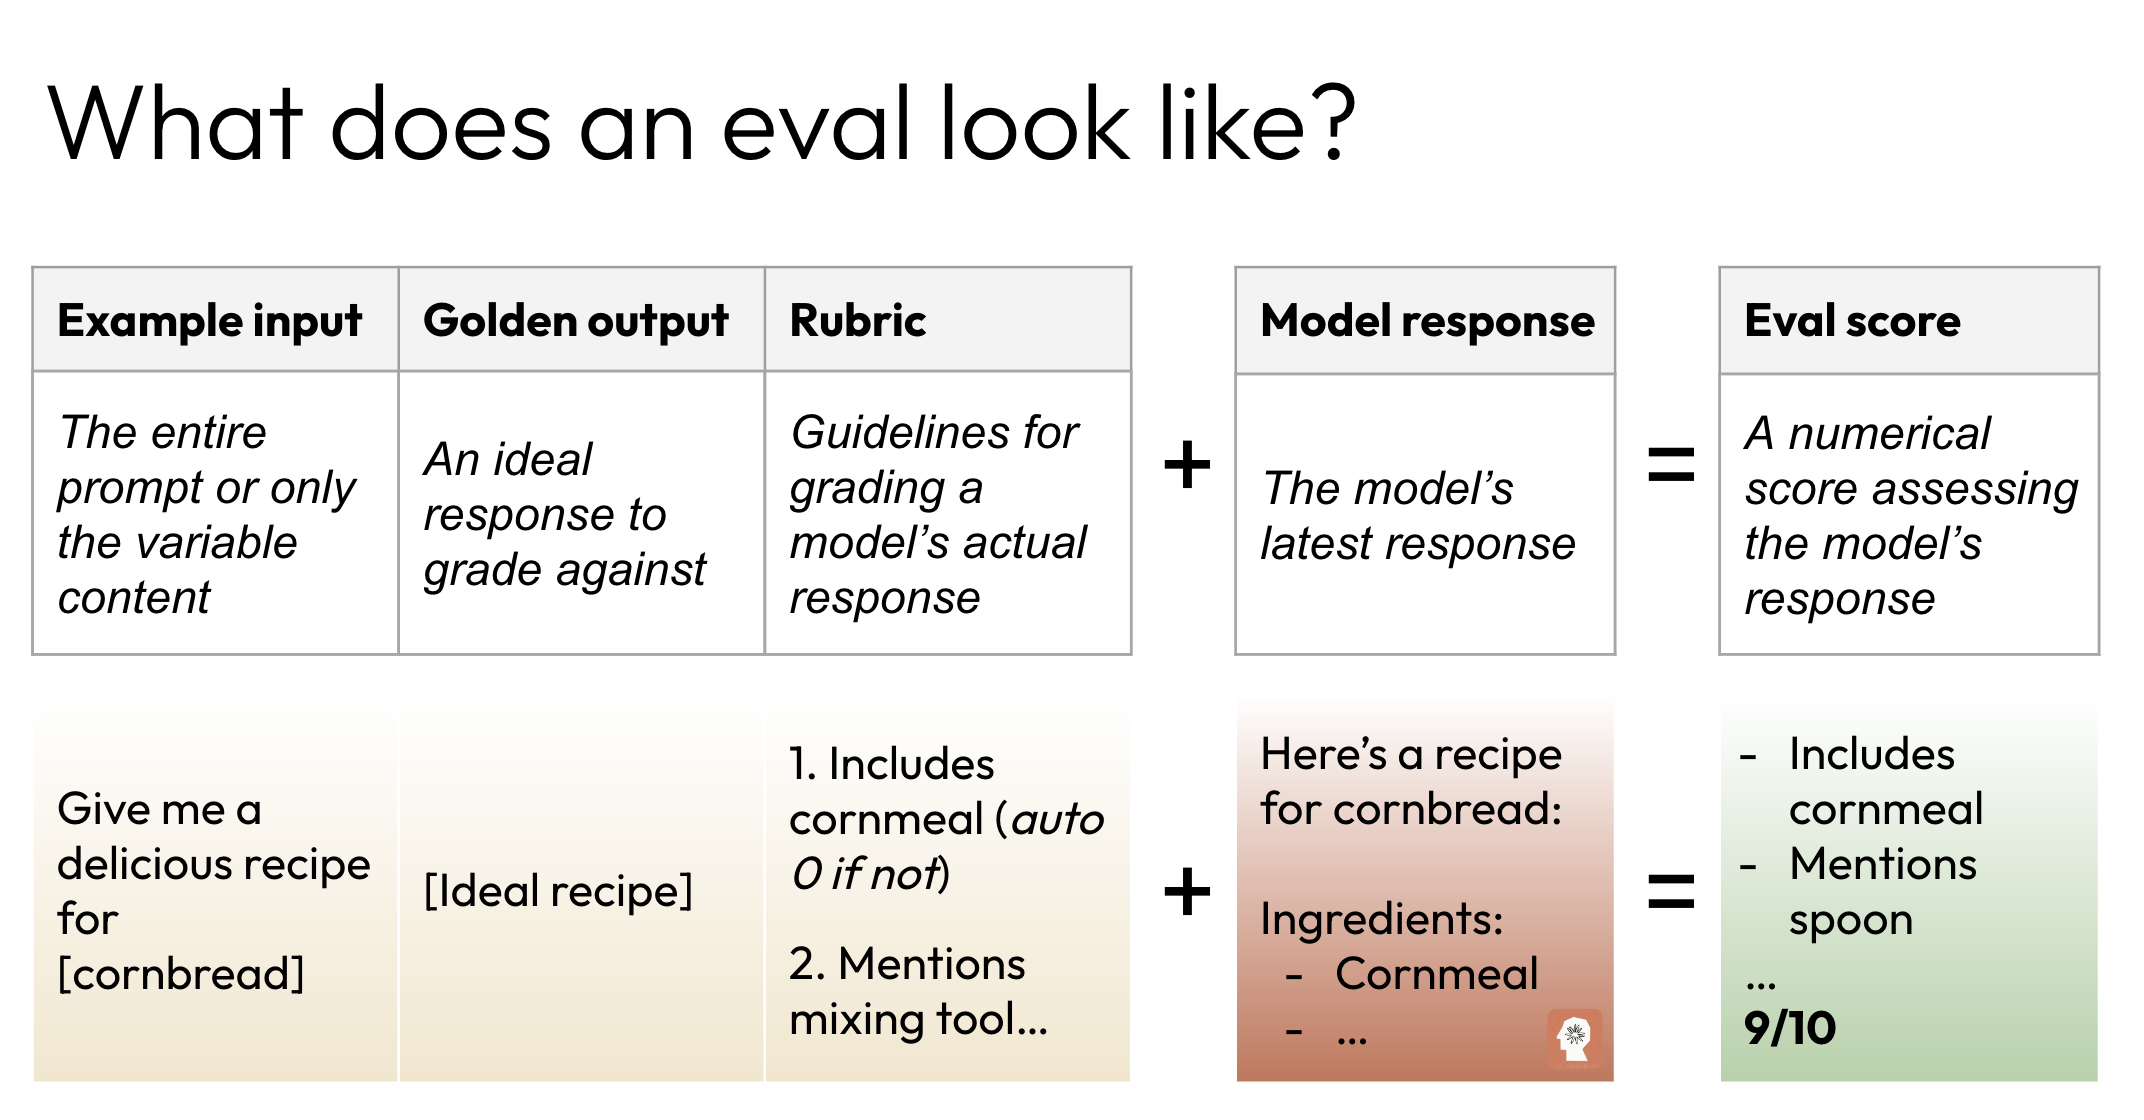 What does an eval look like?
Example input
Golden output
Rubric
Model response
Eval score
The entire
prompt or only
the variable
content
An ideal
response to
grade against
Guidelines for
grading a
model’s actual
response
+
The model’s
latest response
=
A numerical
score assessing
the model’s
response
Give me a
delicious recipe
for
[cornbread]
[Ideal recipe]
1. Includes
cornmeal (auto
0 if not)
2. Mentions
mixing tool...
+
Here’s a recipe
for cornbread:
Ingredients:
- Cornmeal
- ...
=
- Includes
cornmeal
- Mentions
spoon
...
9/10